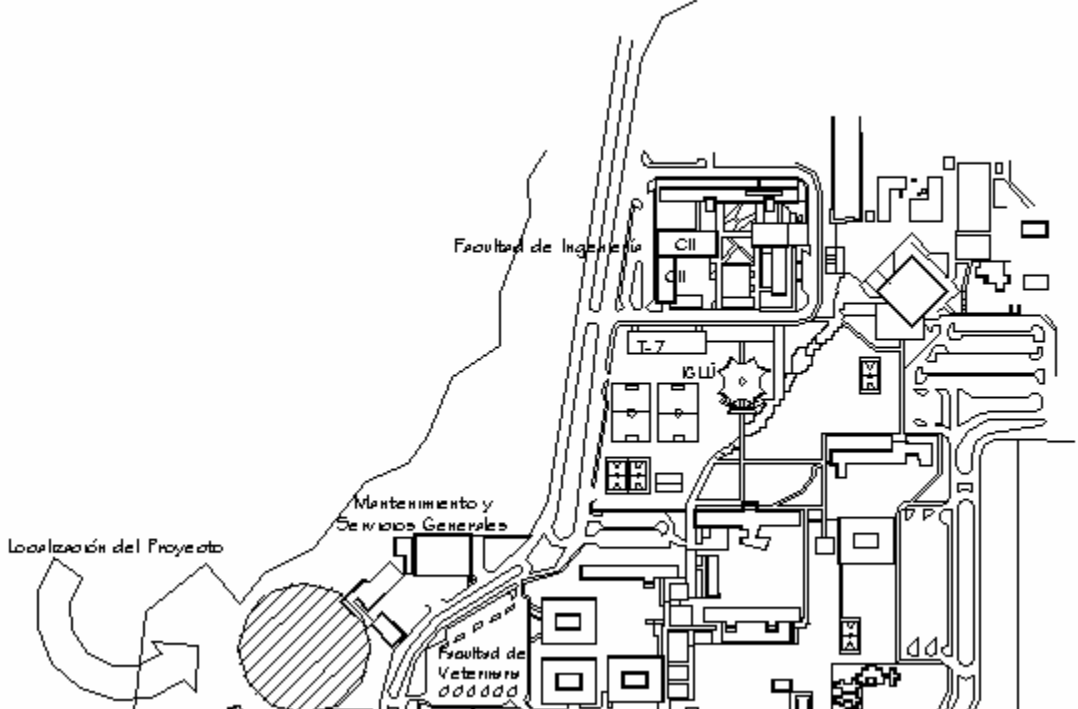 Facultad de Ingeniería
CII
CII
T-7
IGLÚ
Mantenimiento y
Servicios Generales
Localización del Proyecto
Facultad de
Veterinaria